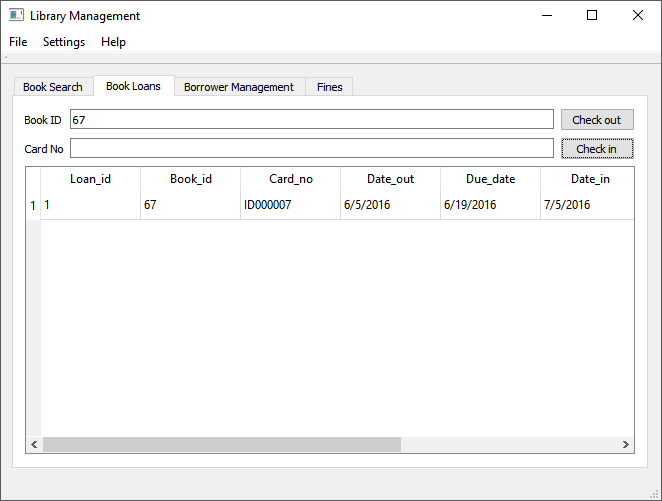 Library Management
File Settings Help
Book Search Book Loans Borrower Management Fines
Book ID 67 Check out
Card No Check in
Loan_id Book_id Card_no Date_out Due_date Date_in
1 1 67 ID000007 6/5/2016 6/19/2016 7/5/2016